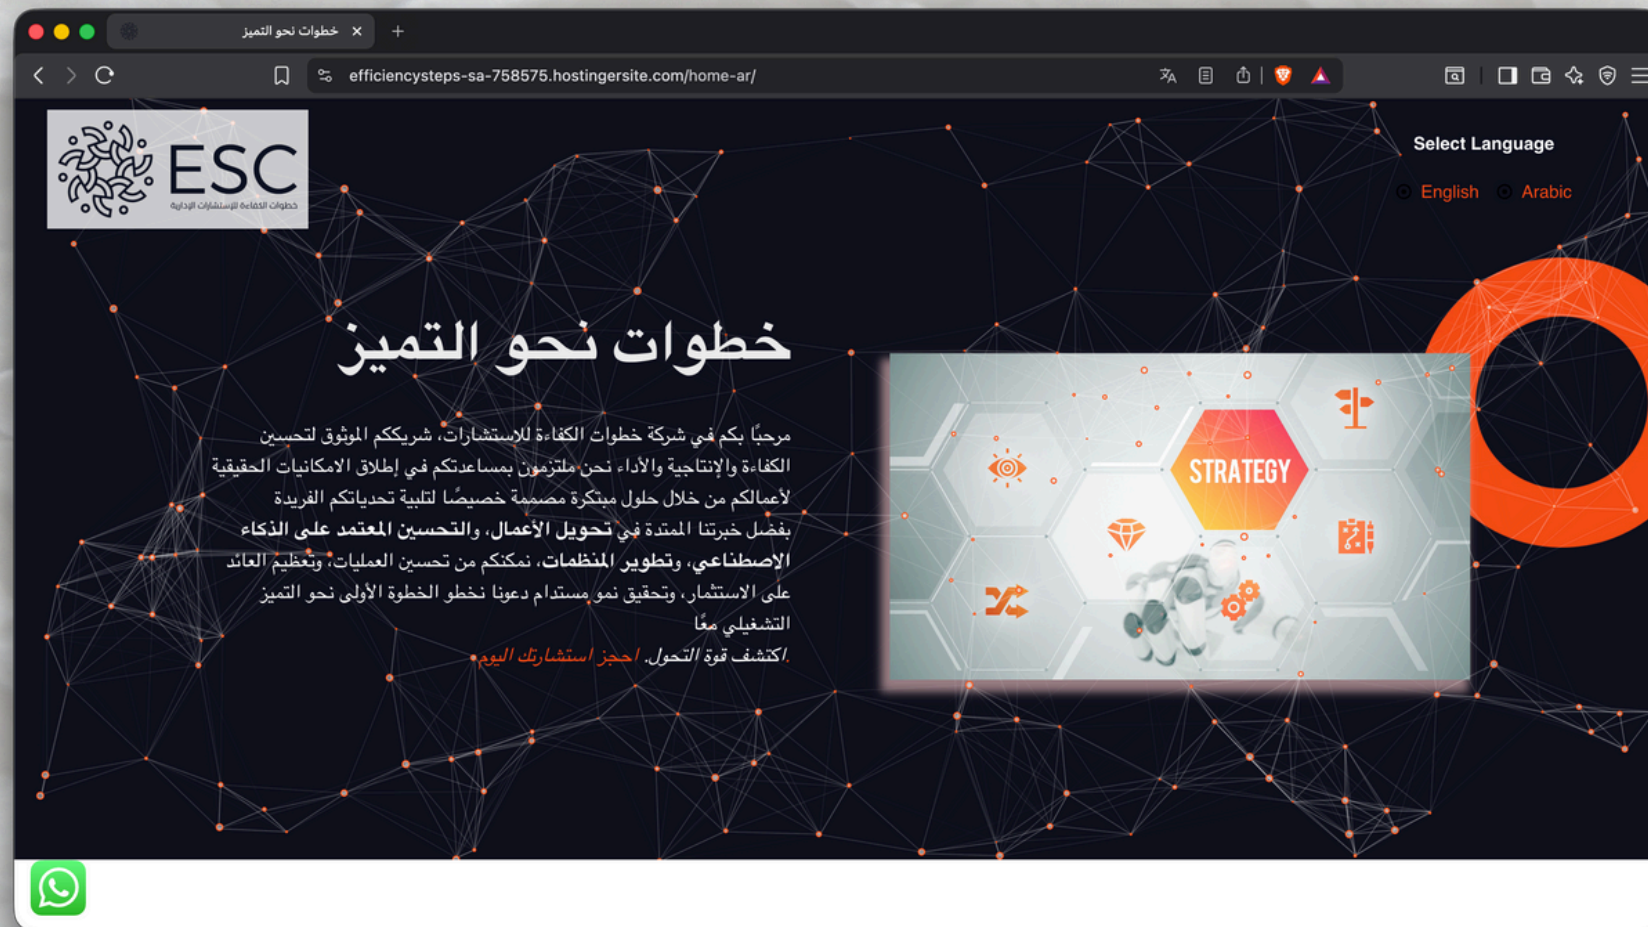 خطوات نحو التميز
efficiencysteps-sa-758575.hostingersite.com/home-ar/
ESC
خطوات الكفاءة للإستشارات الإدارية
Select Language
English Arabic
خطوات نحو التميز
مرحبًا بكم في شركة خطوات الكفاءة للاستشارات، شريككم الموثوق لتحسين
الكفاءة والإنتاجية والأداء نحن ملتزمون بمساعدتكم في إطلاق الامكانيات الحقيقية
لأعمالكم من خلال حلول مبتكرة مصممة خصيصًا لتلبية تحدياتكم الفريدة
بفضل خبرتنا الممتدة في تحويل الأعمال، والتحسين المعتمد على الذكاء
الاصطناعي، وتطوير المنظمات، نمكنكم من تحسين العمليات، وتعظيم العائد
على الاستثمار، وتحقيق نمو مستدام دعونا نخطو الخطوة الأولى نحو التميز
التشغيلي معًا
.اكتشف قوة التحول. احجز استشارتك اليوم
STRATEGY